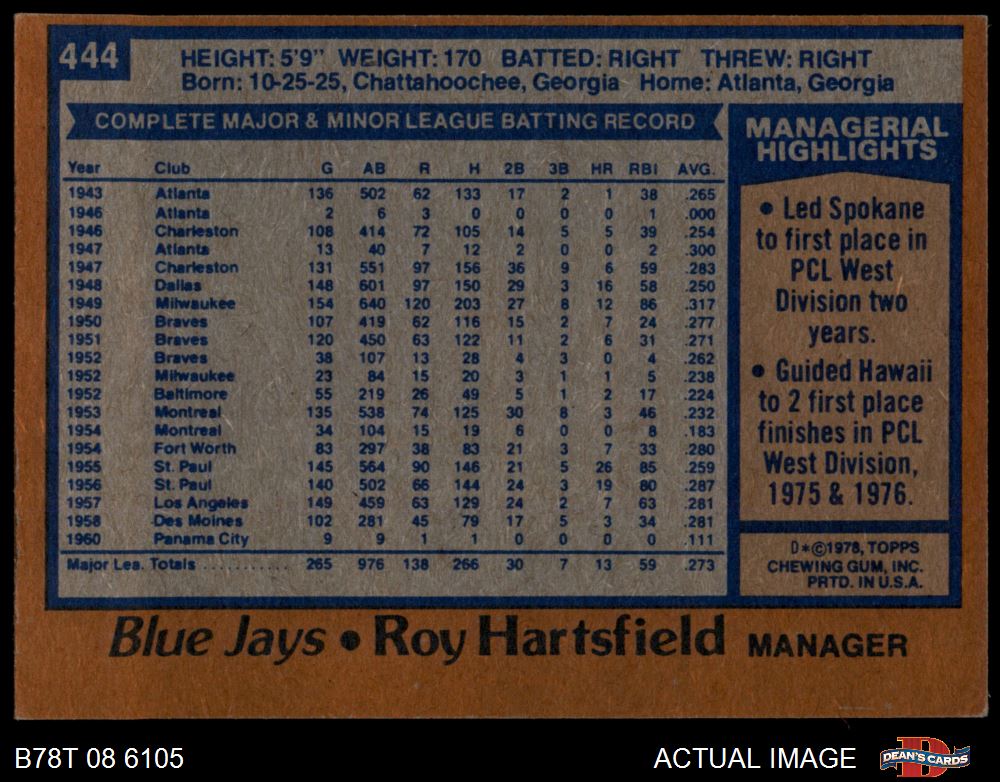 444
HEIGHT: 5'9" WEIGHT: 170 BATTED: RIGHT THREW: RIGHT
Born: 10-25-25, Chattahoochee, Georgia Home: Atlanta, Georgia
COMPLETE MAJOR & MINOR LEAGUE BATTING RECORD
Year Club G AB R H 2B 3B HR RBI AVG.
1943 Atlanta 136 502 62 133 17 2 1 38 .265
1946 Atlanta 2 6 3 0 0 0 0 1 .000
1946 Charleston 108 414 72 105 14 5 5 39 .254
1947 Atlanta 13 40 7 12 2 0 0 2 .300
1947 Charleston 131 551 97 156 36 9 6 59 .283
1948 Dallas 148 601 97 150 29 3 16 58 .250
1949 Milwaukee 154 640 120 203 27 8 12 86 .317
1950 Braves 107 419 62 116 15 2 7 24 .277
1951 Braves 120 450 63 122 11 2 6 31 .271
1952 Braves 38 107 13 28 4 3 0 4 .262
1952 Milwaukee 23 84 15 20 3 1 1 5 .238
1952 Baltimore 55 219 26 49 5 1 2 17 .224
1953 Montreal 135 538 74 125 30 8 3 46 .232
1954 Montreal 34 104 15 19 6 0 0 8 .183
1954 Fort Worth 83 297 38 83 21 3 7 33 .280
1955 St. Paul 145 564 90 146 21 5 26 85 .259
1956 St. Paul 140 502 66 144 24 3 19 80 .287
1957 Los Angeles 149 459 63 129 24 2 7 63 .281
1958 Des Moines 102 281 45 79 17 5 3 34 .281
1960 Panama City 9 9 1 1 0 0 0 0 .111
Major Lea. Totals ........... 265 976 138 266 30 7 13 59 .273
MANAGERIAL
HIGHLIGHTS
• Led Spokane
to first place in
PCL West
Division two
years.
• Guided Hawaii
to 2 first place
finishes in PCL
West Division,
1975 & 1976.
D*©1978, TOPPS
CHEWING GUM, INC.
PRTD. IN U.S.A.
Blue Jays • Roy Hartsfield MANAGER
B78T 08 6105
ACTUAL IMAGE
DEAN'S CARDS